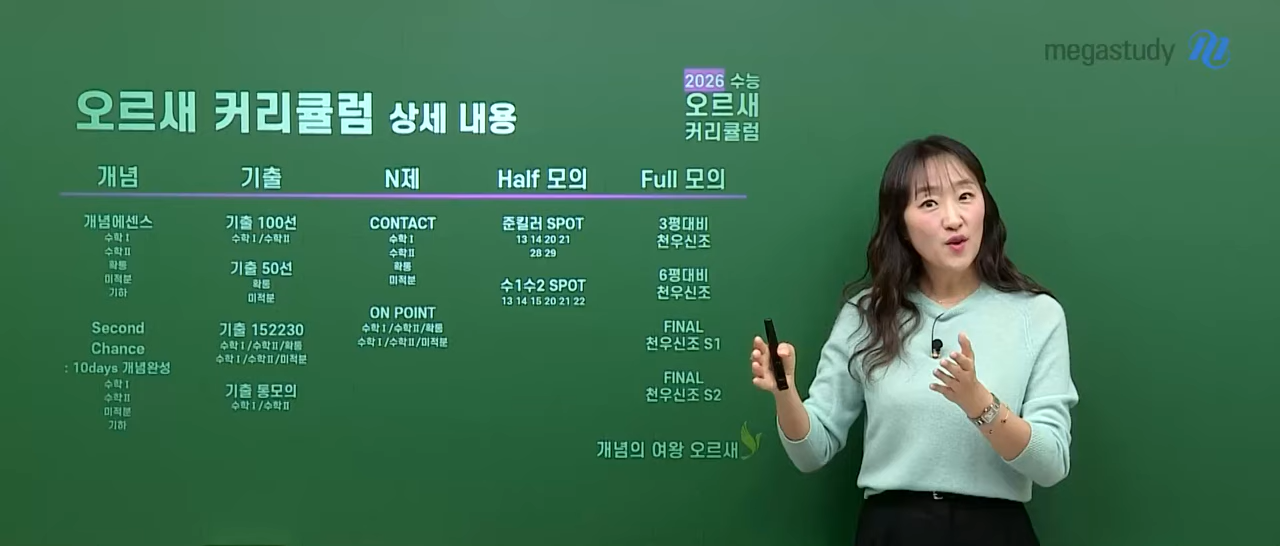 megastudy
2026 수능
오르새
커리큘럼
오르새 커리큘럼 상세 내용
개념
기출
N제
Half 모의
Full 모의
개념에센스
수학Ⅰ
수학Ⅱ
확통
미적분
기하
Second
Chance
: 10days 개념완성
수학Ⅰ
수학Ⅱ
미적분
기하
기출 100선
수학Ⅰ/수학Ⅱ
기출 50선
확통
미적분
기출 152230
수학Ⅰ/수학Ⅱ/확통
수학Ⅰ/수학Ⅱ/미적분
기출 통모의
수학Ⅰ/수학Ⅱ
CONTACT
수학Ⅰ
수학Ⅱ
확통
미적분
ON POINT
수학Ⅰ/수학Ⅱ/확통
수학Ⅰ/수학Ⅱ/미적분
준킬러 SPOT
13 14 20 21
28 29
수1수2 SPOT
13 14 15 20 21 22
3평대비
천우신조
6평대비
천우신조
FINAL
천우신조 S1
FINAL
천우신조 S2
개념의 여왕 오르새